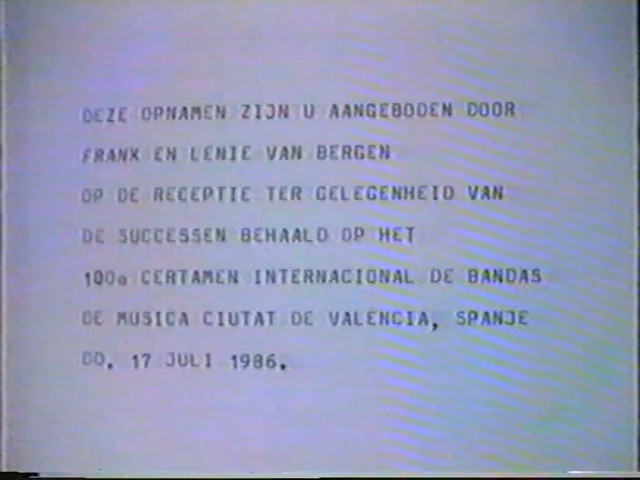 DEZE OPNAMEN ZIJN U AANGEBODEN DOOR
FRANK EN LENIE VAN BERGEN
OP DE RECEPTIE TER GELEGENHEID VAN
DE SUCCESSEN BEHAALD OP HET
100e CERTAMEN INTERNACIONAL DE BANDAS
DE MUSICA CIUTAT DE VALENCIA, SPANJE
DD. 17 JULI 1986.